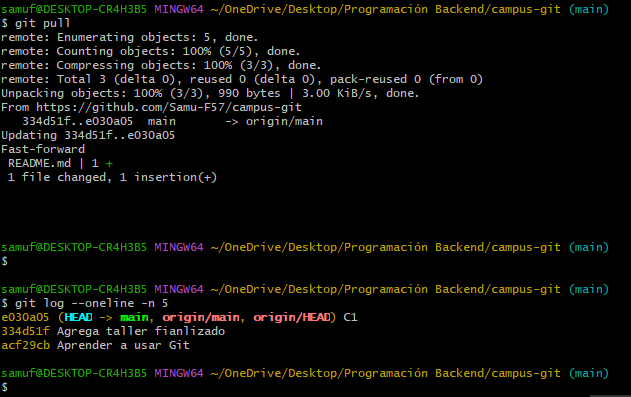 samuf@DESKTOP-CR4H3B5 MINGW64 ~/OneDrive/Desktop/Programación Backend/campus-git (main)
$ git pull
remote: Enumerating objects: 5, done.
remote: Counting objects: 100% (5/5), done.
remote: Compressing objects: 100% (3/3), done.
remote: Total 3 (delta 0), reused 0 (delta 0), pack-reused 0 (from 0)
Unpacking objects: 100% (3/3), 990 bytes | 3.00 KiB/s, done.
From https://github.com/Samu-F57/campus-git
   334d51f..e030a05  main       -> origin/main
Updating 334d51f..e030a05
Fast-forward
 README.md | 1 +
 1 file changed, 1 insertion(+)
samuf@DESKTOP-CR4H3B5 MINGW64 ~/OneDrive/Desktop/Programación Backend/campus-git (main)
$
samuf@DESKTOP-CR4H3B5 MINGW64 ~/OneDrive/Desktop/Programación Backend/campus-git (main)
$ git log --oneline -n 5
e030a05 (HEAD -> main, origin/main, origin/HEAD) C1
334d51f Agrega taller fianlizado
acf29cb Aprender a usar Git
samuf@DESKTOP-CR4H3B5 MINGW64 ~/OneDrive/Desktop/Programación Backend/campus-git (main)
$